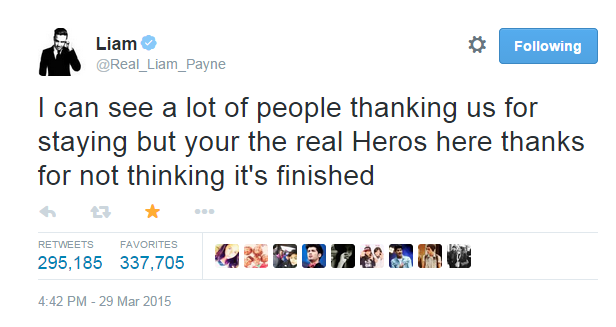 Liam
@Real_Liam_Payne
Following
I can see a lot of people thanking us for
staying but your the real Heros here thanks
for not thinking it's finished
RETWEETS FAVORITES
295,185 337,705
4:42 PM - 29 Mar 2015